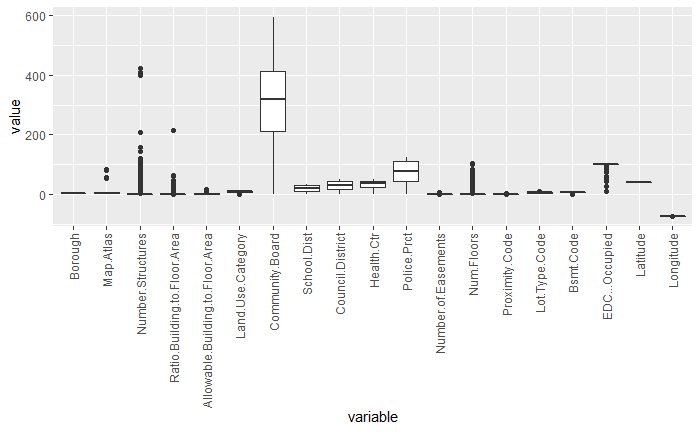 600
400
200
0
value
Borough
Map.Atlas
Number.Structures
Ratio.Building.to.Floor.Area
Allowable.Building.to.Floor.Area
Land.Use.Category
Community.Board
School.Dist
Council.District
Health.Ctr
Police.Prct
Number.of.Easements
Num.Floors
Proximity.Code
Lot.Type.Code
Bsmt.Code
EDC...Occupied
Latitude
Longitude
variable